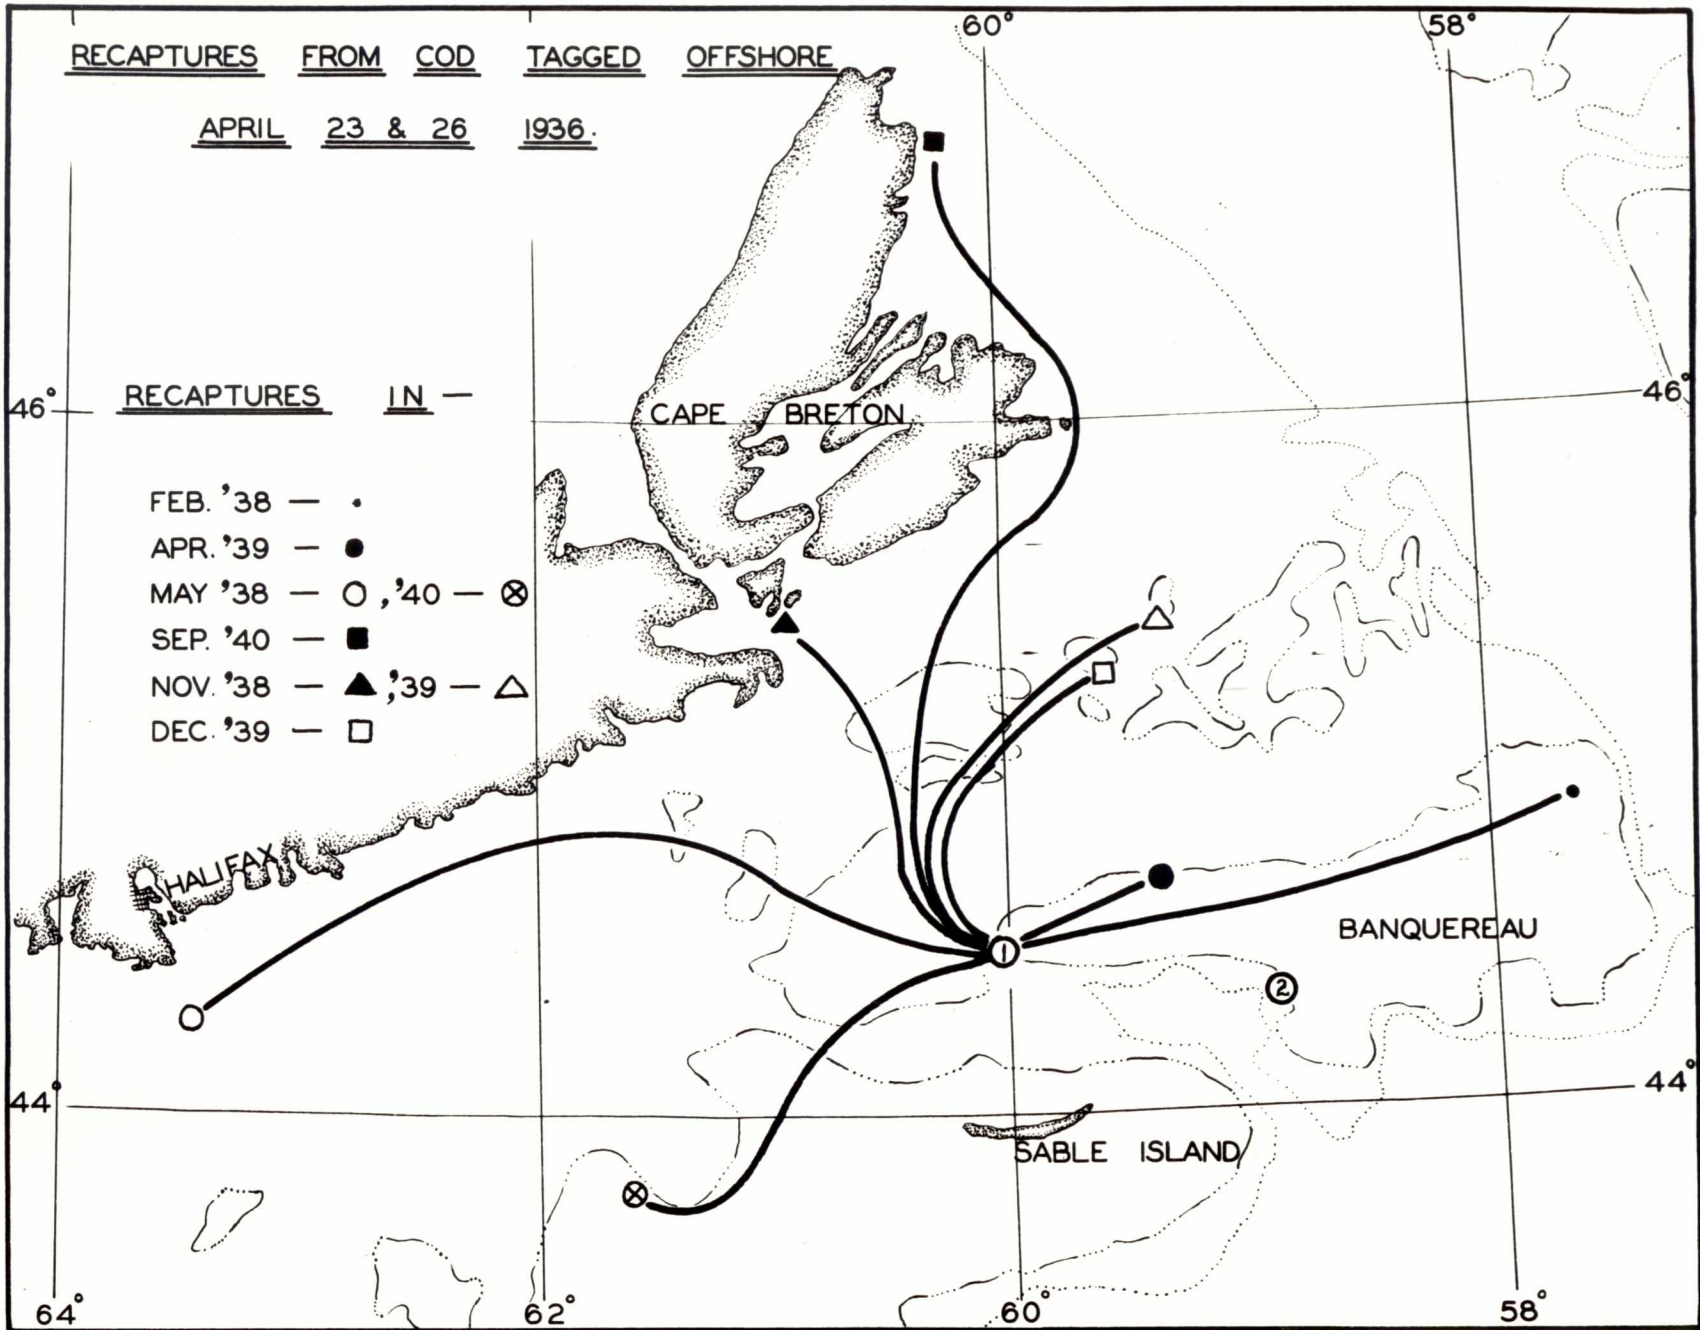 60° 58°
RECAPTURES FROM COD TAGGED OFFSHORE
APRIL 23 & 26 1936.
RECAPTURES IN —
46° 46°
CAPE BRETON
FEB. '38 —
APR. '39 —
MAY '38 — , '40 —
SEP. '40 —
NOV. '38 — , '39 —
DEC. '39 —
HALIFAX
BANQUEREAU
1
2
44° 44°
SABLE ISLAND
64° 62° 60° 58°